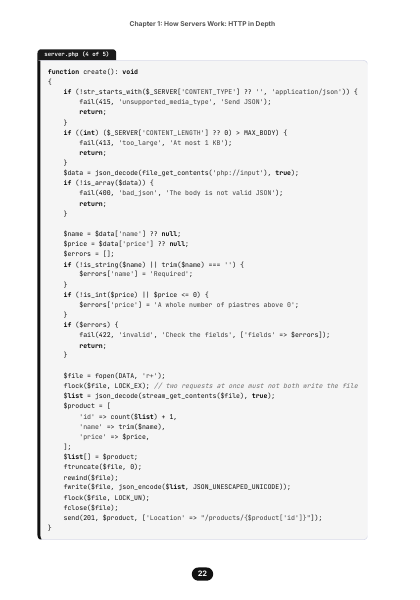 Chapter 1: How Servers Work: HTTP in Depth
server.php (4 of 5)
function create(): void
{
    if (!str_starts_with($_SERVER['CONTENT_TYPE'] ?? '', 'application/json')) {
        fail(415, 'unsupported_media_type', 'Send JSON');
        return;
    }
    if ((int) ($_SERVER['CONTENT_LENGTH'] ?? 0) > MAX_BODY) {
        fail(413, 'too_large', 'At most 1 KB');
        return;
    }
    $data = json_decode(file_get_contents('php://input'), true);
    if (!is_array($data)) {
        fail(400, 'bad_json', 'The body is not valid JSON');
        return;
    }

    $name = $data['name'] ?? null;
    $price = $data['price'] ?? null;
    $errors = [];
    if (!is_string($name) || trim($name) === '') {
        $errors['name'] = 'Required';
    }
    if (!is_int($price) || $price <= 0) {
        $errors['price'] = 'A whole number of piastres above 0';
    }
    if ($errors) {
        fail(422, 'invalid', 'Check the fields', ['fields' => $errors]);
        return;
    }

    $file = fopen(DATA, 'r+');
    flock($file, LOCK_EX); // two requests at once must not both write the file
    $list = json_decode(stream_get_contents($file), true);
    $product = [
        'id' => count($list) + 1,
        'name' => trim($name),
        'price' => $price,
    ];
    $list[] = $product;
    ftruncate($file, 0);
    rewind($file);
    fwrite($file, json_encode($list, JSON_UNESCAPED_UNICODE));
    flock($file, LOCK_UN);
    fclose($file);
    send(201, $product, ['Location' => "/products/{$product['id']}"]);
}
22